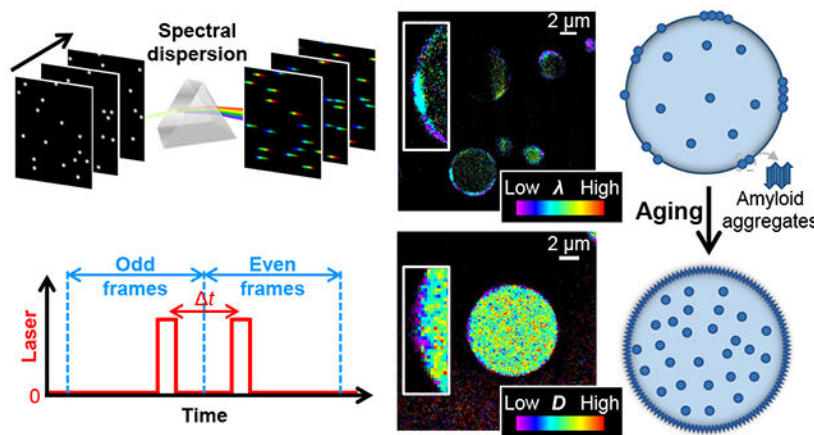 Spectral
dispersion
2 μm
Low λ High
Amyloid
aggregates
Aging
2 μm
Low D High
Odd
frames
Even
frames
Δt
Laser
0
Time